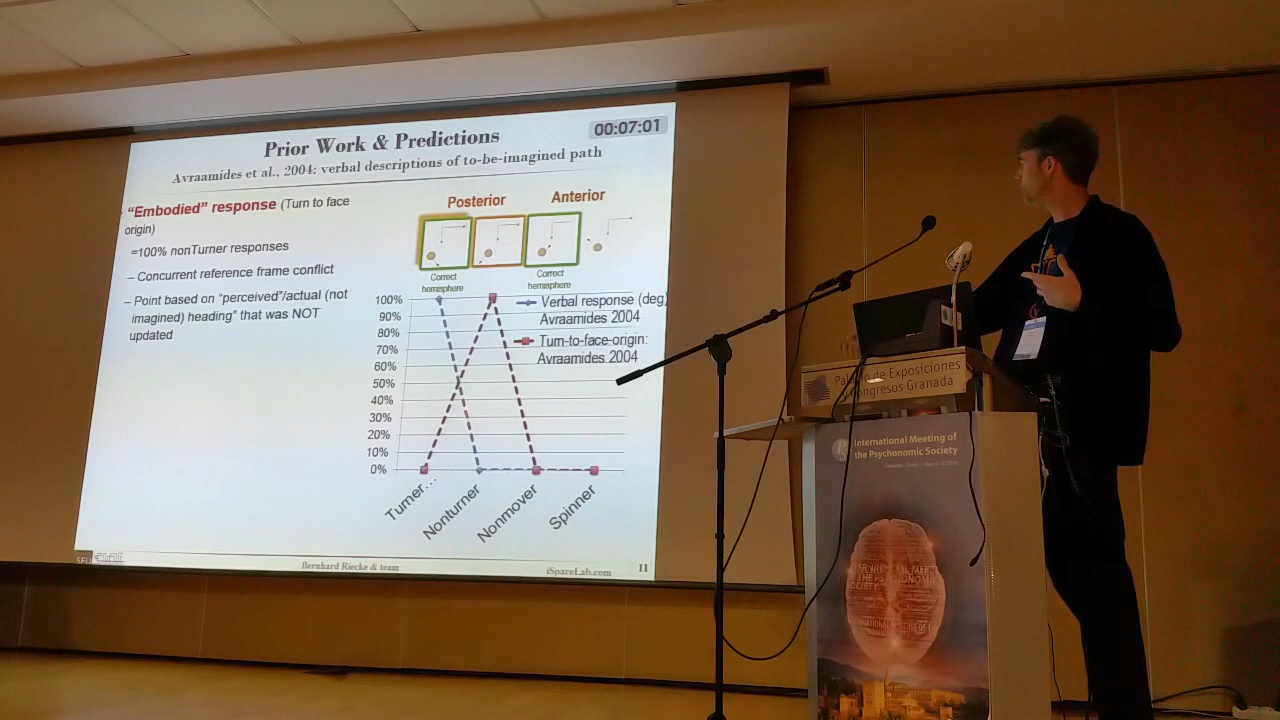 Prior Work & Predictions
00:07:01
Avraamides et al., 2004: verbal descriptions of to-be-imagined path
"Embodied" response (Turn to face
origin)
=100% nonTurner responses
– Concurrent reference frame conflict
– Point based on "perceived"/actual (not
imagined) heading" that was NOT
updated
Posterior
Anterior
Correct
hemisphere
Correct
hemisphere
Verbal response (deg)
Avraamides 2004
Turn-to-face-origin:
Avraamides 2004
100%
90%
80%
70%
60%
50%
40%
30%
20%
10%
0%
Turner...
Nonturner
Nonmover
Spinner
Bernhard Riecke & team
iSpaceLab.com
11
Palacio de Exposiciones
y Congresos Granada
International Meeting of
the Psychonomic Society